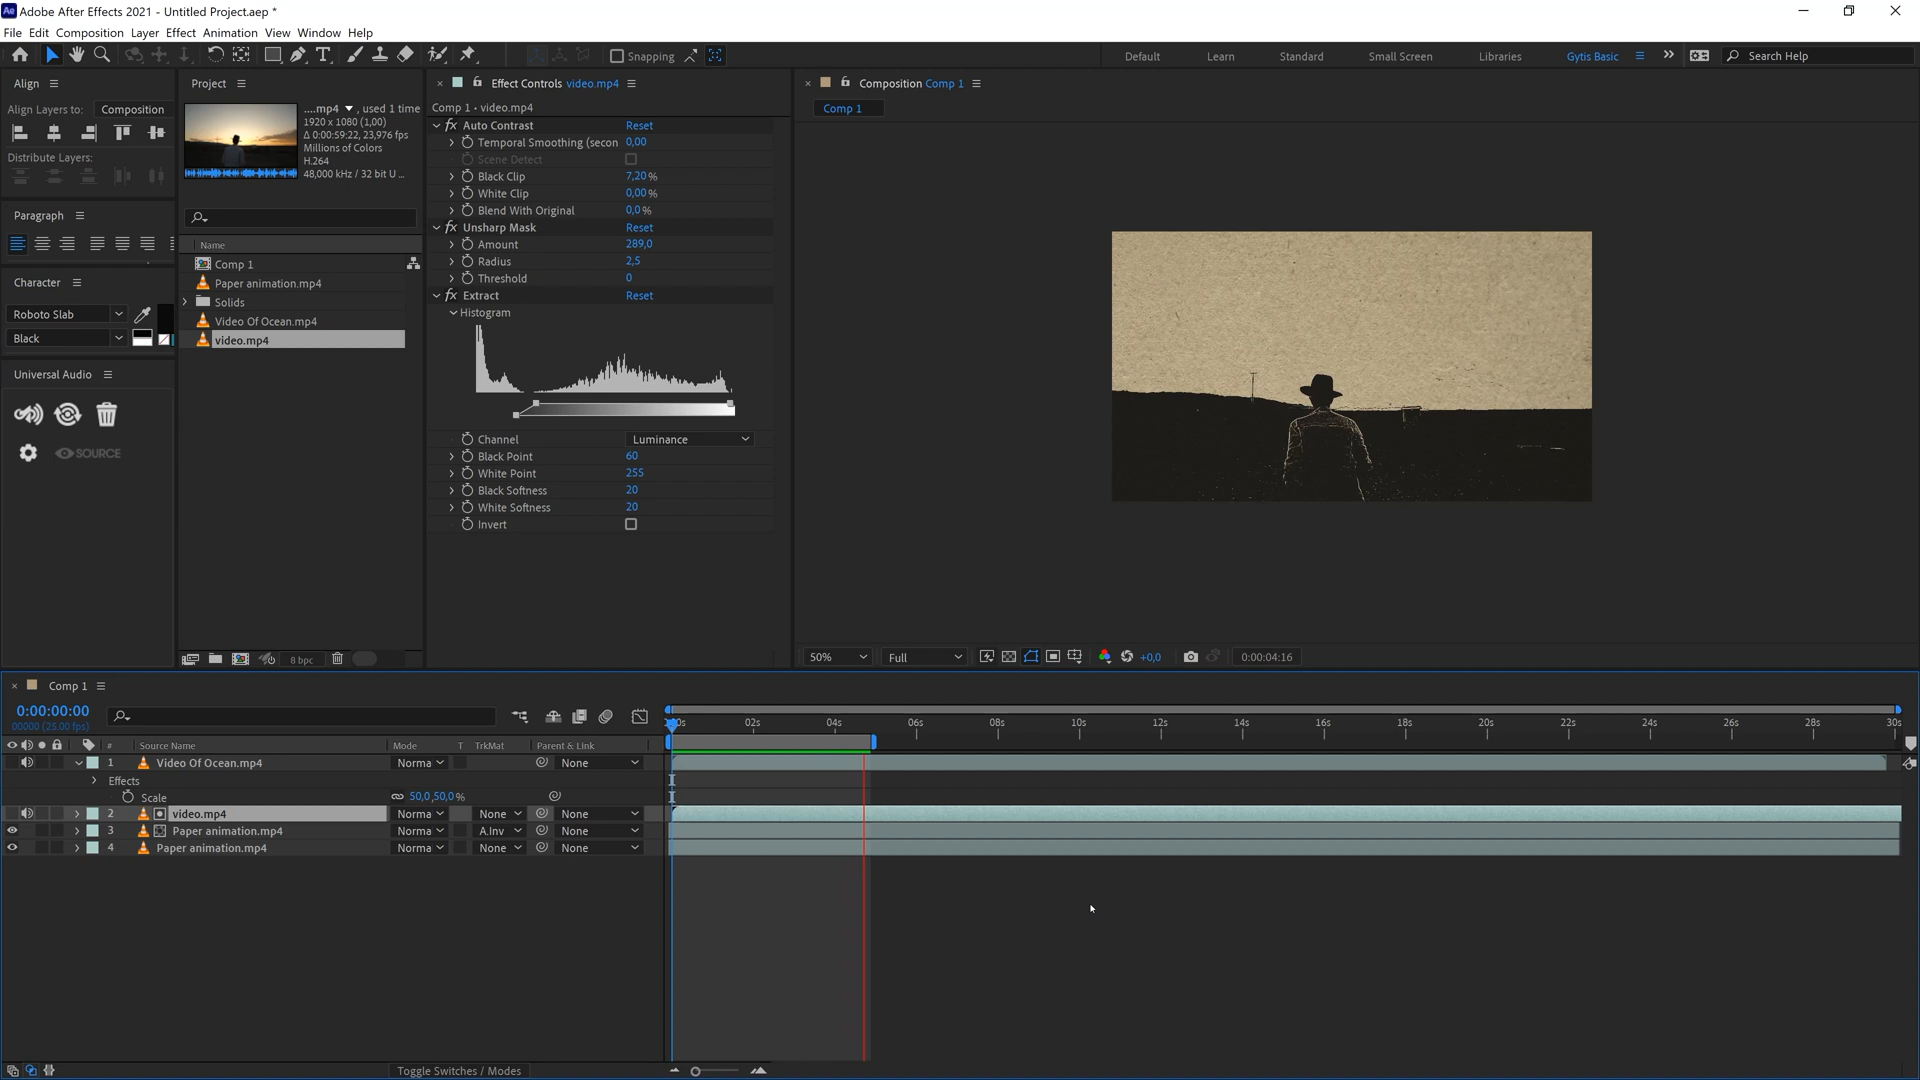 Ae Adobe After Effects 2021 - Untitled Project.aep *
File Edit Composition Layer Effect Animation View Window Help
Snapping
Default Learn Standard Small Screen Libraries Gytis Basic Search Help
Align
Align Layers to: Composition
Distribute Layers:
Paragraph
Character
Roboto Slab
Black
Universal Audio
SOURCE
Project
....mp4 , used 1 time
1920 x 1080 (1,00)
Δ 0:00:59:22, 23,976 fps
Millions of Colors
H.264
48,000 kHz / 32 bit U ...
Name
Comp 1
Paper animation.mp4
Solids
Video Of Ocean.mp4
video.mp4
8 bpc
Effect Controls video.mp4
Comp 1 • video.mp4
fx Auto Contrast Reset
Temporal Smoothing (secon 0,00
Scene Detect
Black Clip 7,20 %
White Clip 0,00 %
Blend With Original 0,0 %
fx Unsharp Mask Reset
Amount 289,0
Radius 2,5
Threshold 0
fx Extract Reset
Histogram
Channel Luminance
Black Point 60
White Point 255
Black Softness 20
White Softness 20
Invert
Composition Comp 1
Comp 1
50% Full +0,0 0:00:04:16
Comp 1
0:00:00:00
00000 (25.00 fps)
02s 04s 06s 08s 10s 12s 14s 16s 18s 20s 22s 24s 26s 28s 30s
# Source Name Mode T TrkMat Parent & Link
1 Video Of Ocean.mp4 Norma None
Effects
Scale 50,0,50,0 %
2 video.mp4 Norma None None
3 Paper animation.mp4 Norma A.Inv None
4 Paper animation.mp4 Norma None None
Toggle Switches / Modes